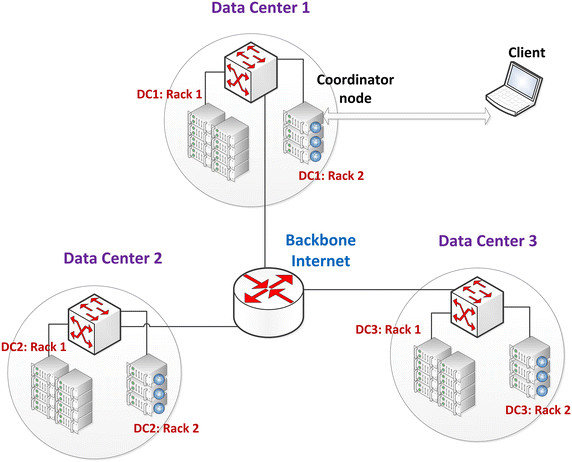 Data Center 1
Client
Coordinator
node
DC1: Rack 1
DC1: Rack 2
Backbone
Internet
Data Center 2
Data Center 3
DC2: Rack 1
DC2: Rack 2
DC3: Rack 1
DC3: Rack 2